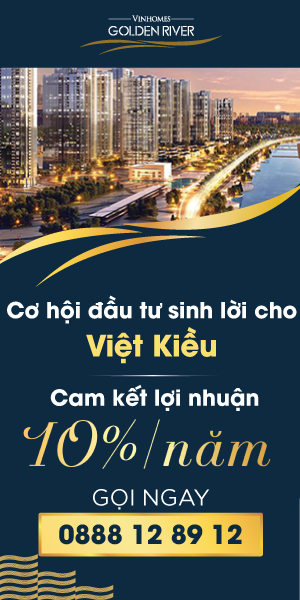 VINHOMES
GOLDEN RIVER
Cơ hội đầu tư sinh lời cho
Việt Kiều
Cam kết lợi nhuận
10%/năm
GỌI NGAY
0888 12 89 12